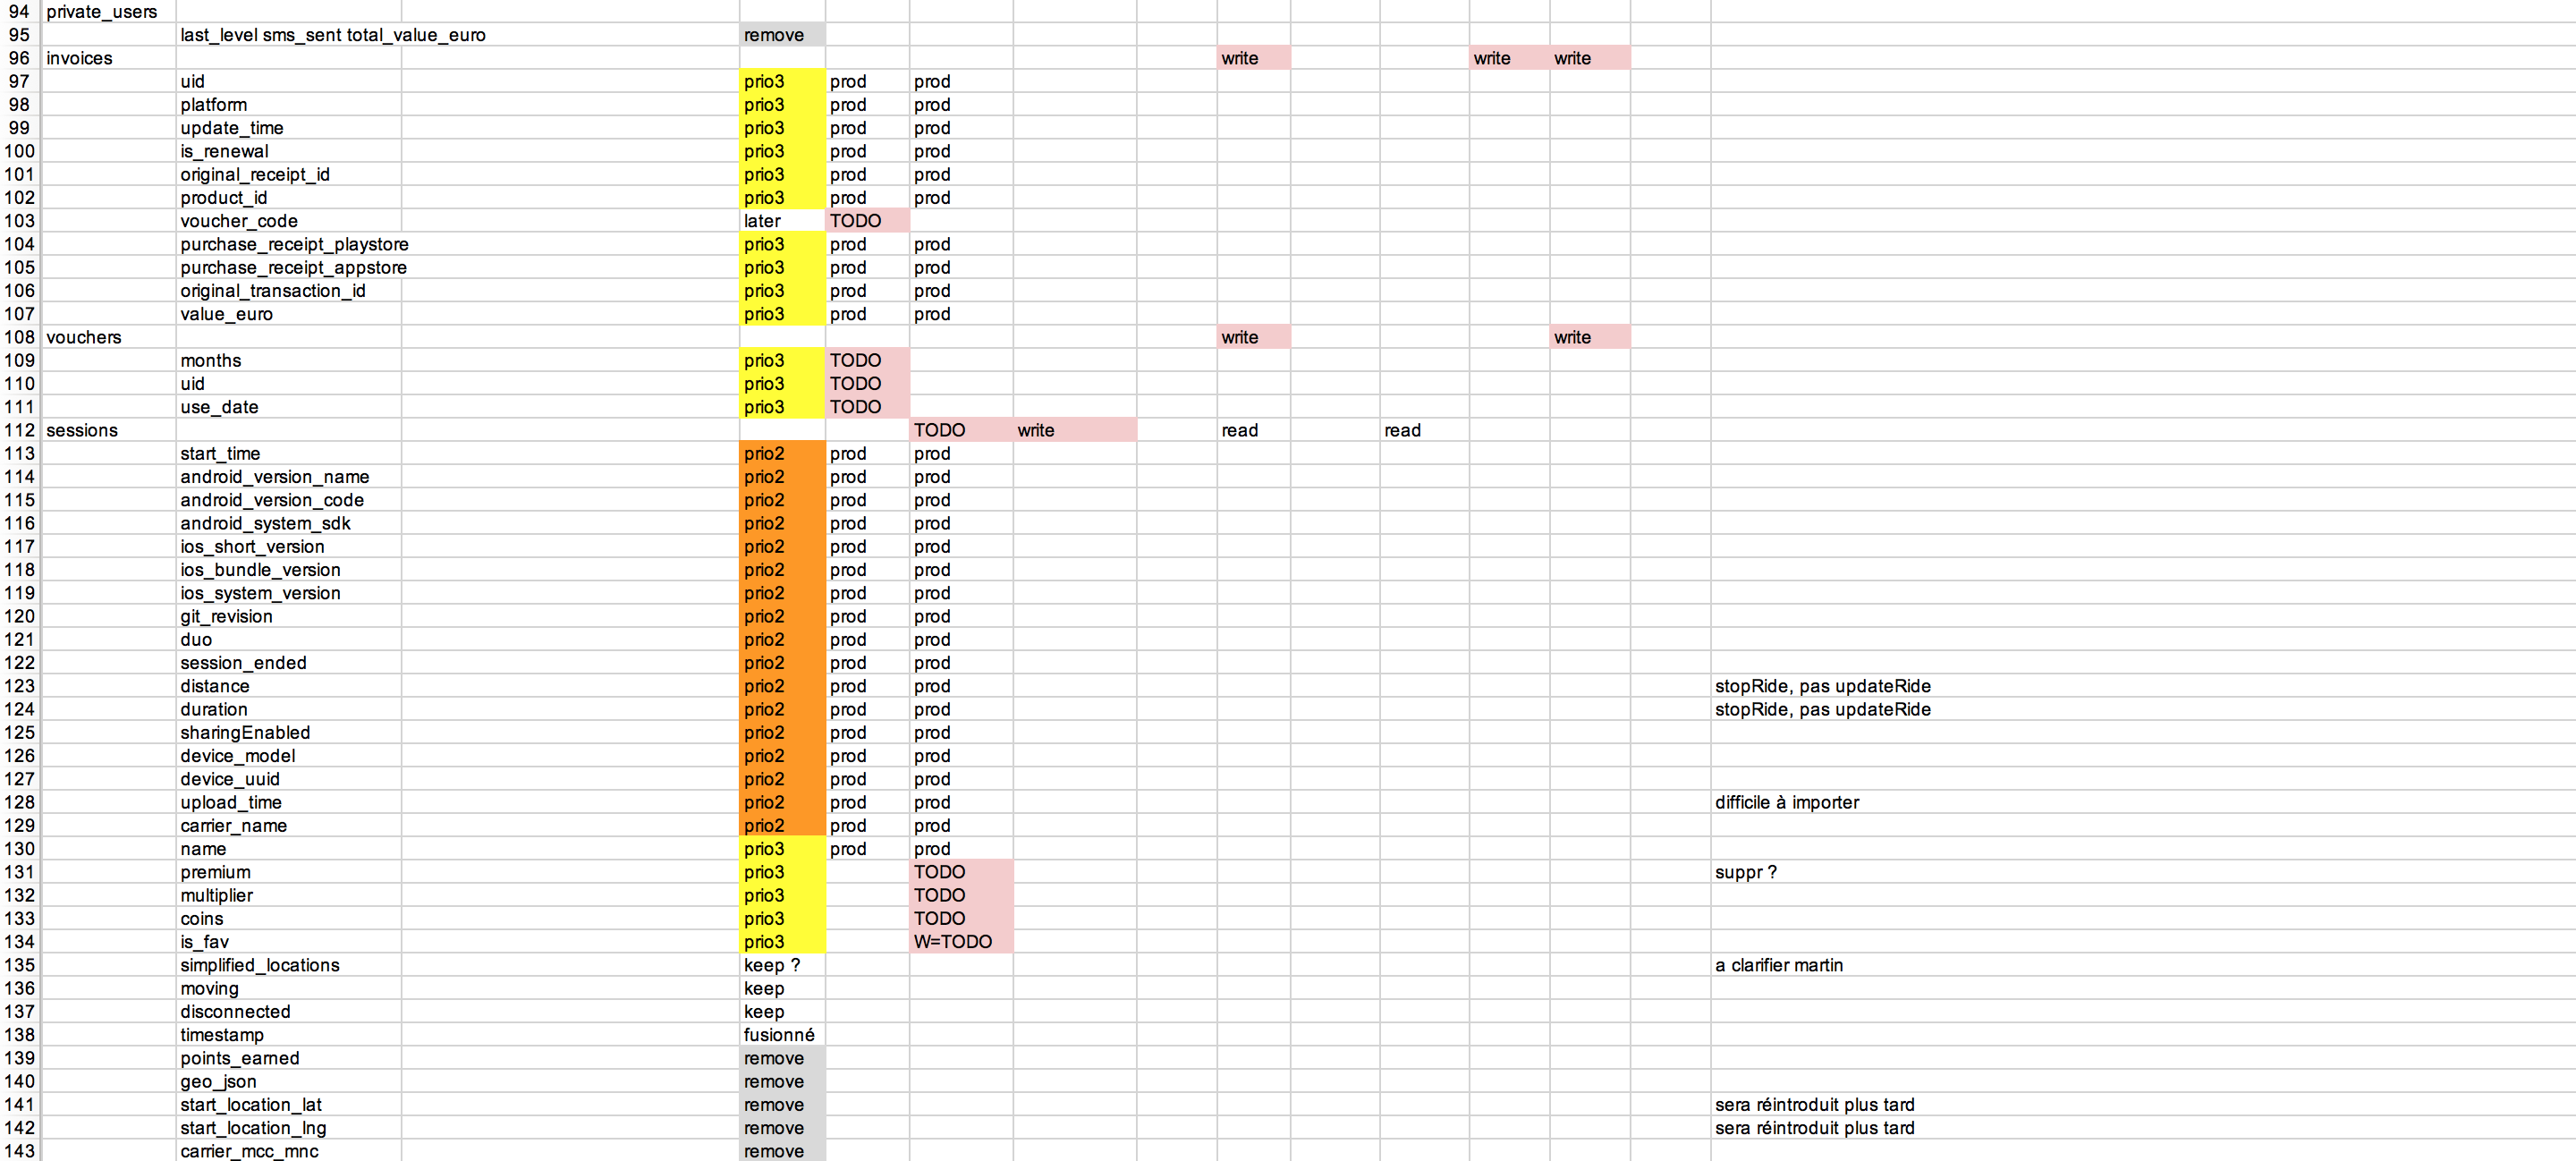 94 private_users
95 last_level sms_sent total_value_euro remove
96 invoices write write write
97 uid prio3 prod prod
98 platform prio3 prod prod
99 update_time prio3 prod prod
100 is_renewal prio3 prod prod
101 original_receipt_id prio3 prod prod
102 product_id prio3 prod prod
103 voucher_code later TODO
104 purchase_receipt_playstore prio3 prod prod
105 purchase_receipt_appstore prio3 prod prod
106 original_transaction_id prio3 prod prod
107 value_euro prio3 prod prod
108 vouchers write write
109 months prio3 TODO
110 uid prio3 TODO
111 use_date prio3 TODO
112 sessions TODO write read read
113 start_time prio2 prod prod
114 android_version_name prio2 prod prod
115 android_version_code prio2 prod prod
116 android_system_sdk prio2 prod prod
117 ios_short_version prio2 prod prod
118 ios_bundle_version prio2 prod prod
119 ios_system_version prio2 prod prod
120 git_revision prio2 prod prod
121 duo prio2 prod prod
122 session_ended prio2 prod prod
123 distance prio2 prod prod stopRide, pas updateRide
124 duration prio2 prod prod stopRide, pas updateRide
125 sharingEnabled prio2 prod prod
126 device_model prio2 prod prod
127 device_uuid prio2 prod prod
128 upload_time prio2 prod prod difficile à importer
129 carrier_name prio2 prod prod
130 name prio3 prod prod
131 premium prio3 TODO suppr ?
132 multiplier prio3 TODO
133 coins prio3 TODO
134 is_fav prio3 W=TODO
135 simplified_locations keep ? a clarifier martin
136 moving keep
137 disconnected keep
138 timestamp fusionné
139 points_earned remove
140 geo_json remove
141 start_location_lat remove sera réintroduit plus tard
142 start_location_lng remove sera réintroduit plus tard
143 carrier_mcc_mnc remove